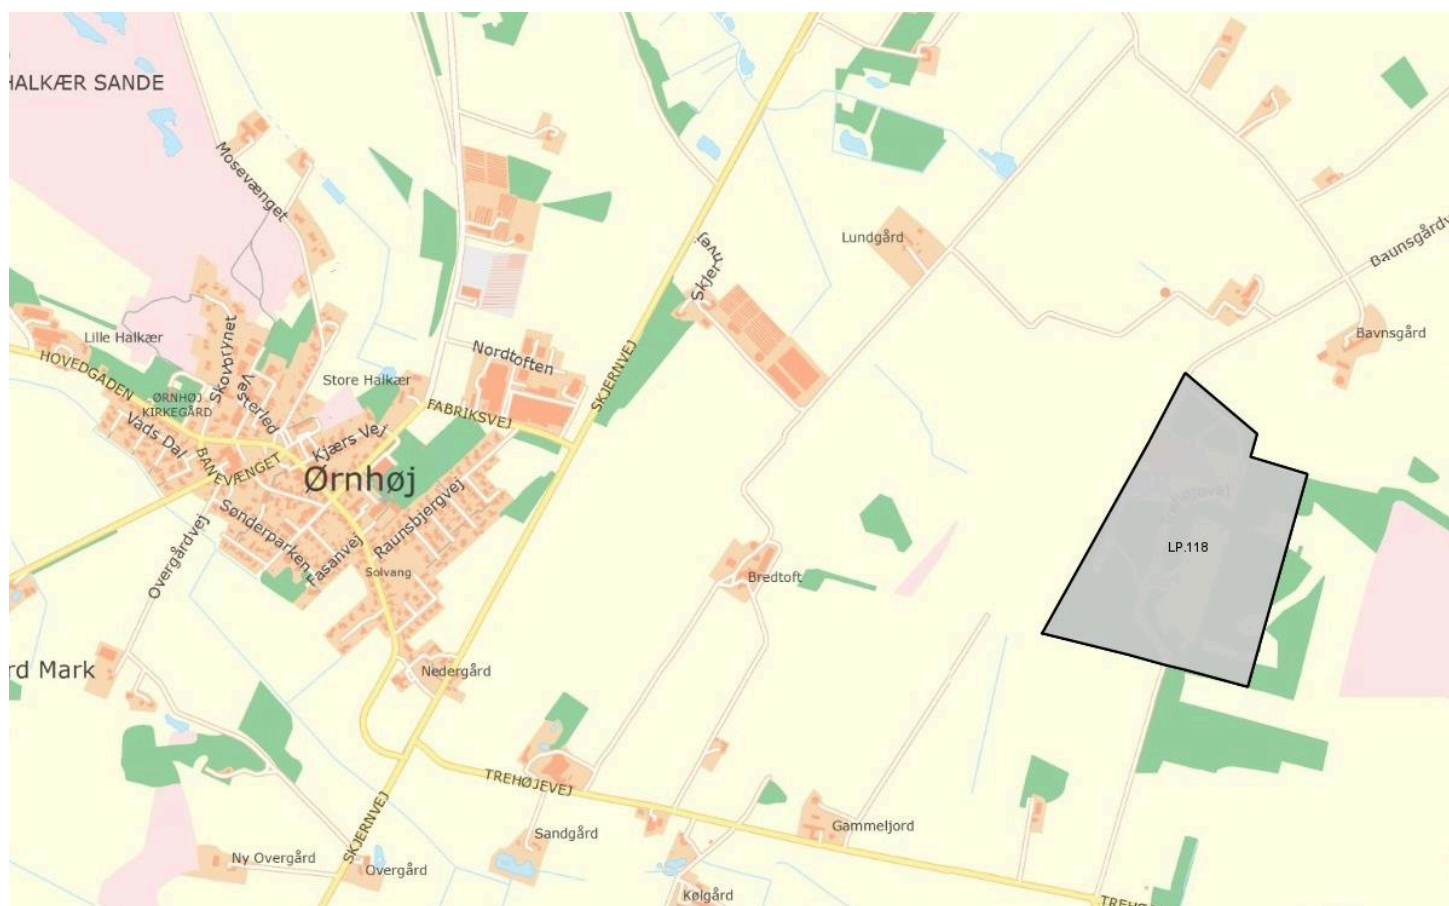 HALKÆR SANDE
Mosevænget
Lundgård
Baunsgårdv
Skjernvej
Bavnsgård
Lille Halkær
Skovbrynet
Nordtoften
HOVEDGADEN
Vesterled
Store Halkær
SKJERNVEJ
ØRNHØJ
KIRKEGÅRD
FABRIKSVEJ
Vads Dal
Kjærs Vej
BANEVÆNGET
Ørnhøj
Raunsbjergvej
Sønderparken
Overgårdvej
Fasanvej
Solvang
LP.118
Bredtoft
rd Mark
Nedergård
TREHØJEVEJ
SKJERNVEJ
Sandgård
Gammeljord
Ny Overgård
Overgård
Kølgård
TREHØ